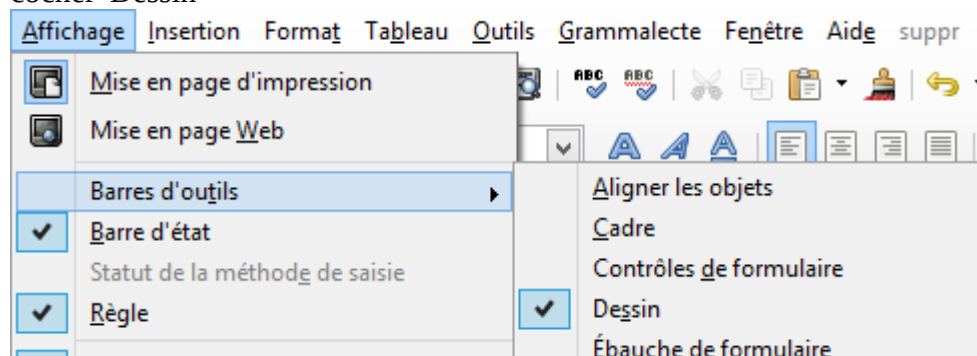 cocher Dessin
Affichage Insertion Format Tableau Outils Grammalecte Fenêtre Aide suppr
Mise en page d'impression
ABC ABC
Mise en page Web
Barres d'outils
Aligner les objets
Barre d'état
Cadre
Statut de la méthode de saisie
Contrôles de formulaire
Règle
Dessin
Ébauche de formulaire